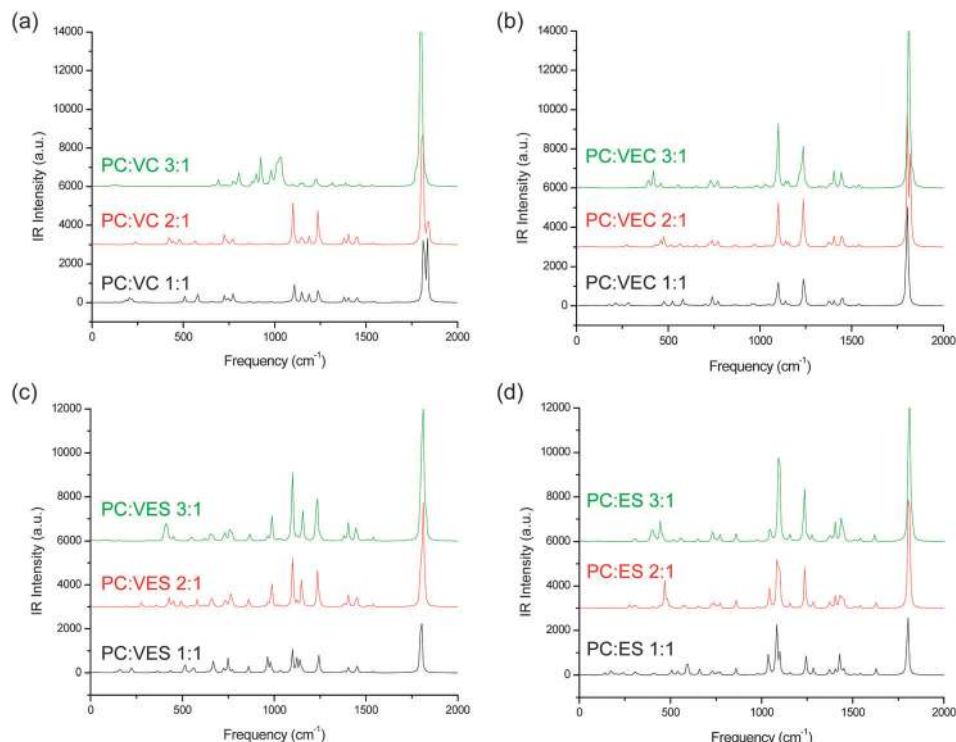 (a)
14000
12000
10000
8000
6000
4000
2000
0
IR Intensity (a.u.)
PC:VC 3:1
PC:VC 2:1
PC:VC 1:1
0 500 1000 1500 2000
Frequency (cm-1)
(b)
14000
12000
10000
8000
6000
4000
2000
0
IR Intensity (a.u.)
PC:VEC 3:1
PC:VEC 2:1
PC:VEC 1:1
0 500 1000 1500 2000
Frequency (cm-1)
(c)
12000
10000
8000
6000
4000
2000
0
IR Intensity (a.u.)
PC:VES 3:1
PC:VES 2:1
PC:VES 1:1
0 500 1000 1500 2000
Frequency (cm-1)
(d)
12000
10000
8000
6000
4000
2000
0
IR Intensity (a.u.)
PC:ES 3:1
PC:ES 2:1
PC:ES 1:1
0 500 1000 1500 2000
Frequency (cm-1)